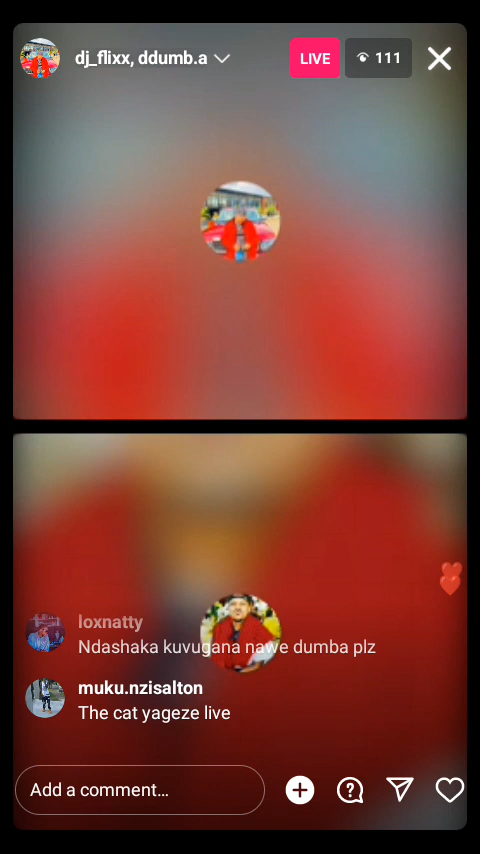 dj_flixx, ddumb.a
LIVE
111
loxnatty
Ndashaka kuvugana nawe dumba plz
muku.nzisalton
The cat yageze live
Add a comment...